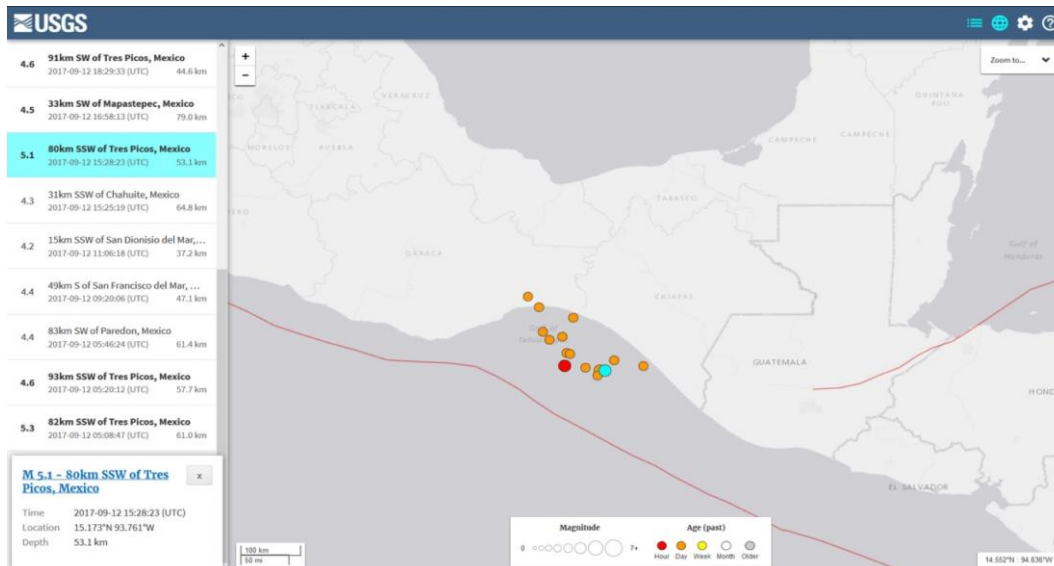 USGS
4.6 91km SW of Tres Picos, Mexico
2017-09-12 18:29:33 (UTC) 44.6 km
4.5 33km SW of Mapastepec, Mexico
2017-09-12 16:58:13 (UTC) 79.0 km
5.1 80km SSW of Tres Picos, Mexico
2017-09-12 15:28:23 (UTC) 53.1 km
4.3 31km SSW of Chahuite, Mexico
2017-09-12 15:25:19 (UTC) 64.8 km
4.2 15km SSW of San Dionisio del Mar,...
2017-09-12 11:06:18 (UTC) 37.2 km
4.4 49km S of San Francisco del Mar, ...
2017-09-12 09:20:06 (UTC) 47.1 km
4.4 83km SW of Paredon, Mexico
2017-09-12 05:46:24 (UTC) 61.4 km
4.6 93km SSW of Tres Picos, Mexico
2017-09-12 05:20:12 (UTC) 57.7 km
5.3 82km SSW of Tres Picos, Mexico
2017-09-12 05:08:47 (UTC) 61.0 km
M 5.1 - 80km SSW of Tres
Picos, Mexico
x
Time 2017-09-12 15:28:23 (UTC)
Location 15.173°N 93.761°W
Depth 53.1 km
+
−
Zoom to...
TLAXCALA
VERACRUZ
MORELOS
PUEBLA
QUINTANA
ROO
CAMPECHE
CAMPECHE
TABASCO
OAXACA
CHIAPAS
Gulf of
Gulf of
Honduras
GUATEMALA
HOND
EL SALVADOR
100 km
50 mi
Magnitude
0 7+
Age (past)
Hour Day Week Month Older
14.552°N : 94.636°W